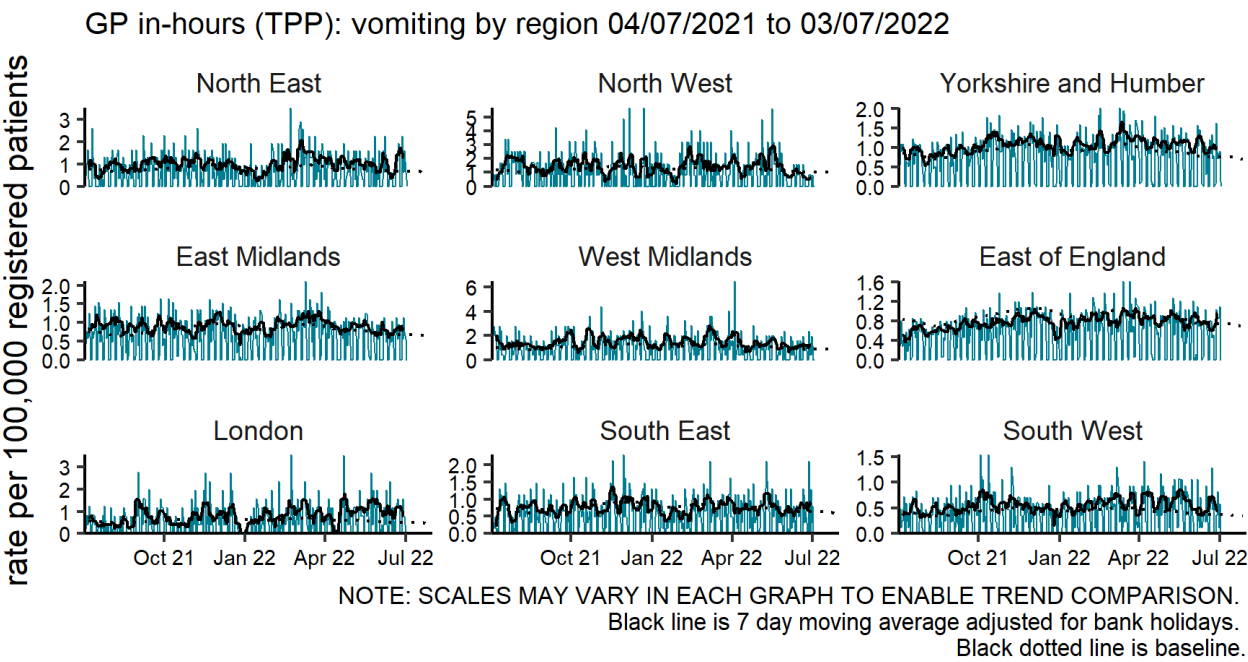 GP in-hours (TPP): vomiting by region 04/07/2021 to 03/07/2022
rate per 100,000 registered patients
North East
3
2
1
0
North West
5
4
3
2
1
0
Yorkshire and Humber
2.0
1.5
1.0
0.5
0.0
East Midlands
2.0
1.5
1.0
0.5
0.0
West Midlands
6
4
2
0
East of England
1.6
1.2
0.8
0.4
0.0
London
3
2
1
0
Oct 21 Jan 22 Apr 22 Jul 22
South East
2.0
1.5
1.0
0.5
0.0
Oct 21 Jan 22 Apr 22 Jul 22
South West
1.5
1.0
0.5
0.0
Oct 21 Jan 22 Apr 22 Jul 22
NOTE: SCALES MAY VARY IN EACH GRAPH TO ENABLE TREND COMPARISON.
Black line is 7 day moving average adjusted for bank holidays.
Black dotted line is baseline.